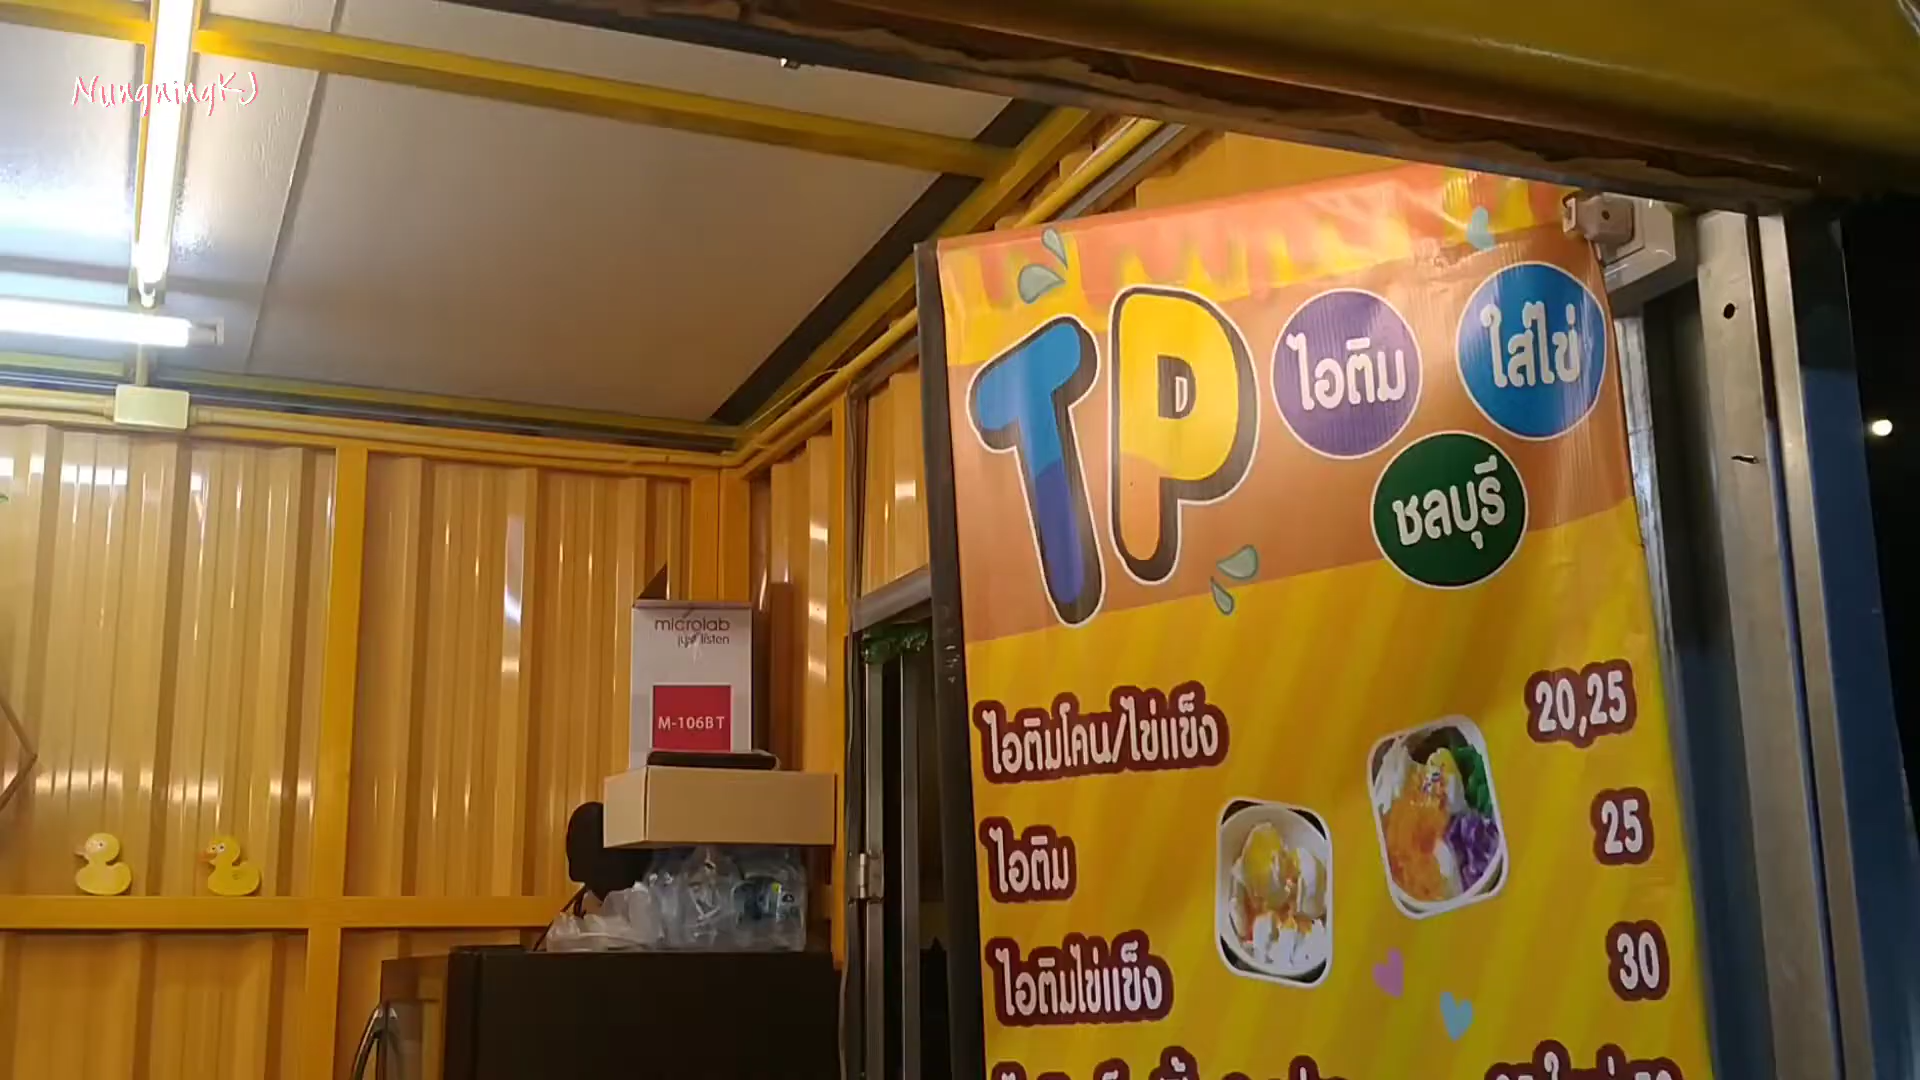 NungningKJ
TP
ไอติม
ใส่ไข่
ชลบุรี
microlab
just listen
M-106BT
ไอติมโคน/ไข่แข็ง 20,25
ไอติม 25
ไอติมไข่แข็ง 30